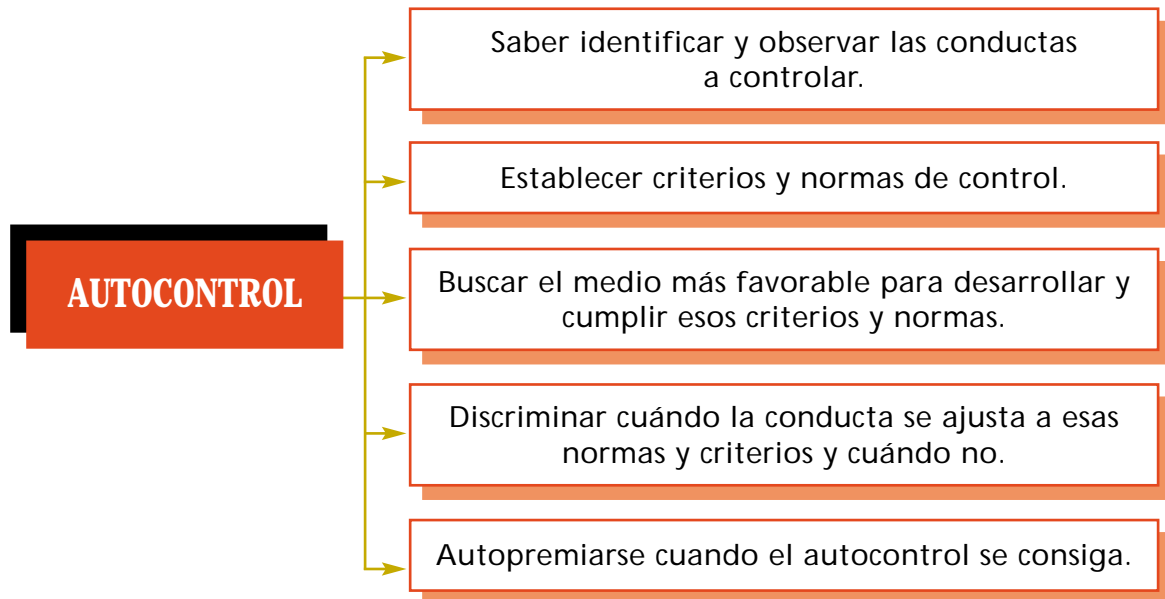 Saber identificar y observar las conductas
a controlar.
Establecer criterios y normas de control.
AUTOCONTROL
Buscar el medio más favorable para desarrollar y
cumplir esos criterios y normas.
Discriminar cuándo la conducta se ajusta a esas
normas y criterios y cuándo no.
Autopremiarse cuando el autocontrol se consiga.